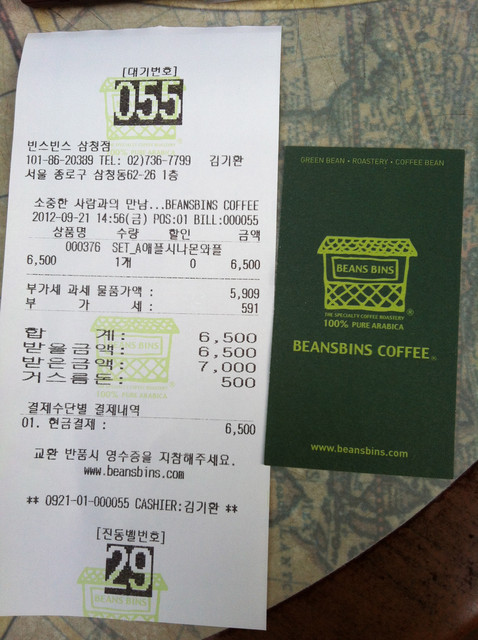 [대기번호]
055
빈스빈스 삼청점
101-86-20389 TEL: 02)736-7799 김기환
서울 종로구 삼청동62-26 1층
소중한 사람과의 만남...BEANSBINS COFFEE
2012-09-21 14:56(금) POS:01 BILL:000055
상품명 수량 할인 금액
000376 SET_A애플시나몬와플
6,500 1개 0 6,500
부가세 과세 물품가액 : 5,909
부 가 세 : 591
합 계 : 6,500
받을금액 : 6,500
받은금액 : 7,000
거스름돈 : 500
BEANS BINS
100% PURE ARABICA
결제수단별 결제내역
01. 현금결제 : 6,500
교환 반품시 영수증을 지참해주세요.
www.beansbins.com
** 0921-01-000055 CASHIER:김기환 **
[진동벨번호]
29
BEANS BINS
GREEN BEAN • ROASTERY • COFFEE BEAN
BEANS BINS
THE SPECIALTY COFFEE ROASTERY
100% PURE ARABICA
BEANSBINS COFFEE®
www.beansbins.com